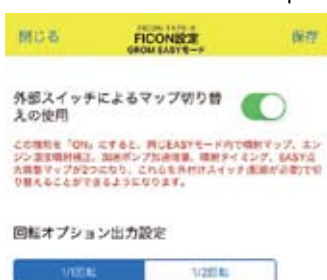 閉じる
FICON設定
保存
GROM EASYモード
外部スイッチによるマップ切り替
えの使用
この機能を「ON」にすると、同じEASYモード内で噴射マップ、エン
ジン温度噴射補正、加速ポンプ加速増量、噴射タイミング、EASY点
火調整マップが2つになり、これらを外付けスイッチ(配線が必要)で切
り替えることができるようになります。
回転オプション出力設定
1/1回転
1/2回転